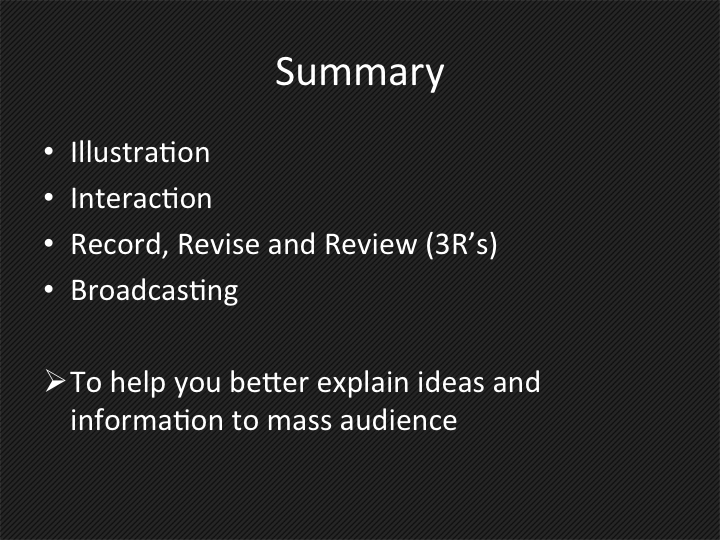 Summary
• Illustration
• Interaction
• Record, Revise and Review (3R’s)
• Broadcasting
➢ To help you better explain ideas and
information to mass audience